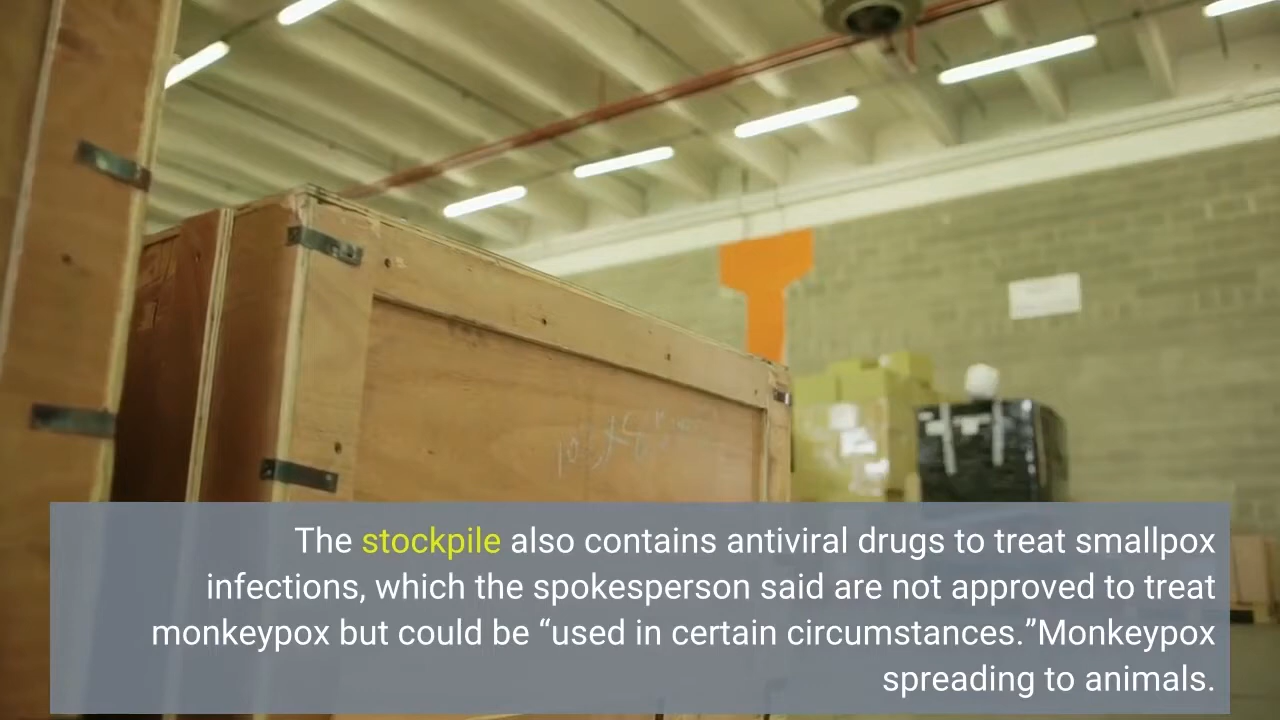 The stockpile also contains antiviral drugs to treat smallpox
infections, which the spokesperson said are not approved to treat
monkeypox but could be “used in certain circumstances.”Monkeypox
spreading to animals.